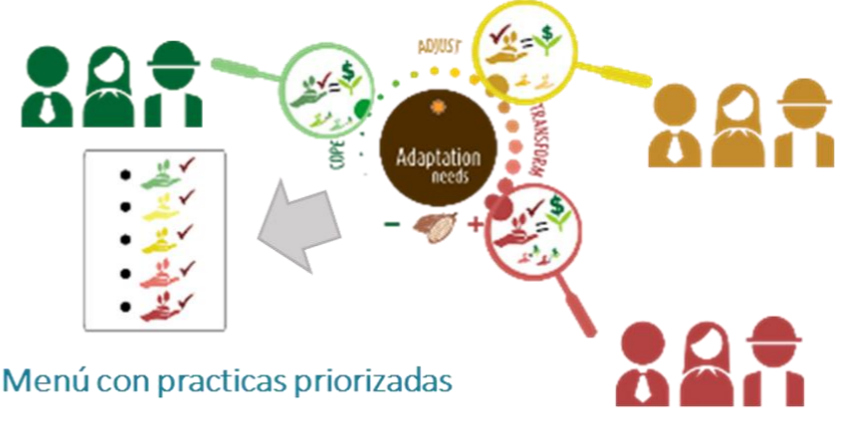 ADJUST
COPE
TRANSFORM
Adaptation
needs
- +
Menú con practicas priorizadas